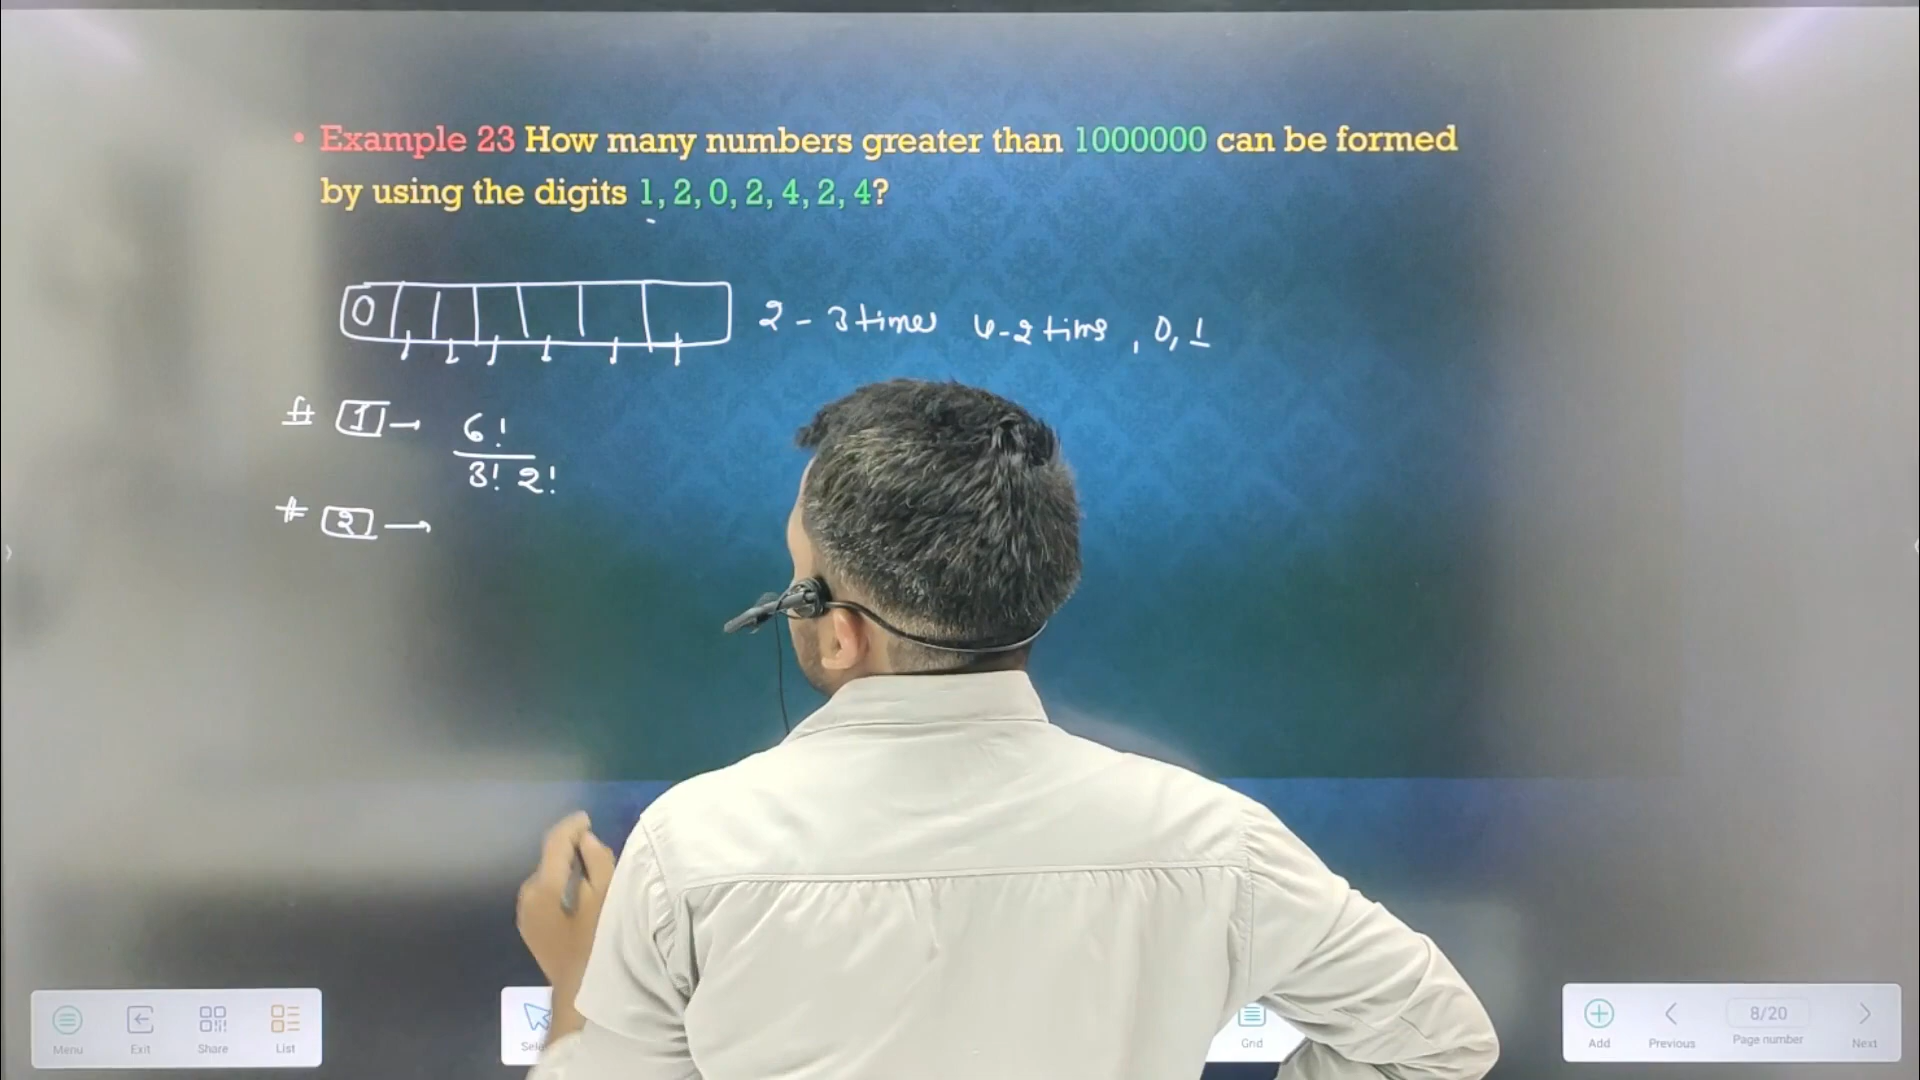 • Example 23 How many numbers greater than 1000000 can be formed
by using the digits 1, 2, 0, 2, 4, 2, 4?
0
2 - 3 times 4-2 time, 0, 1
# 1 → 6!
3! 2!
# 2 →
Menu Exit Share List
Sele Grid
Add Previous 8/20 Page number Next